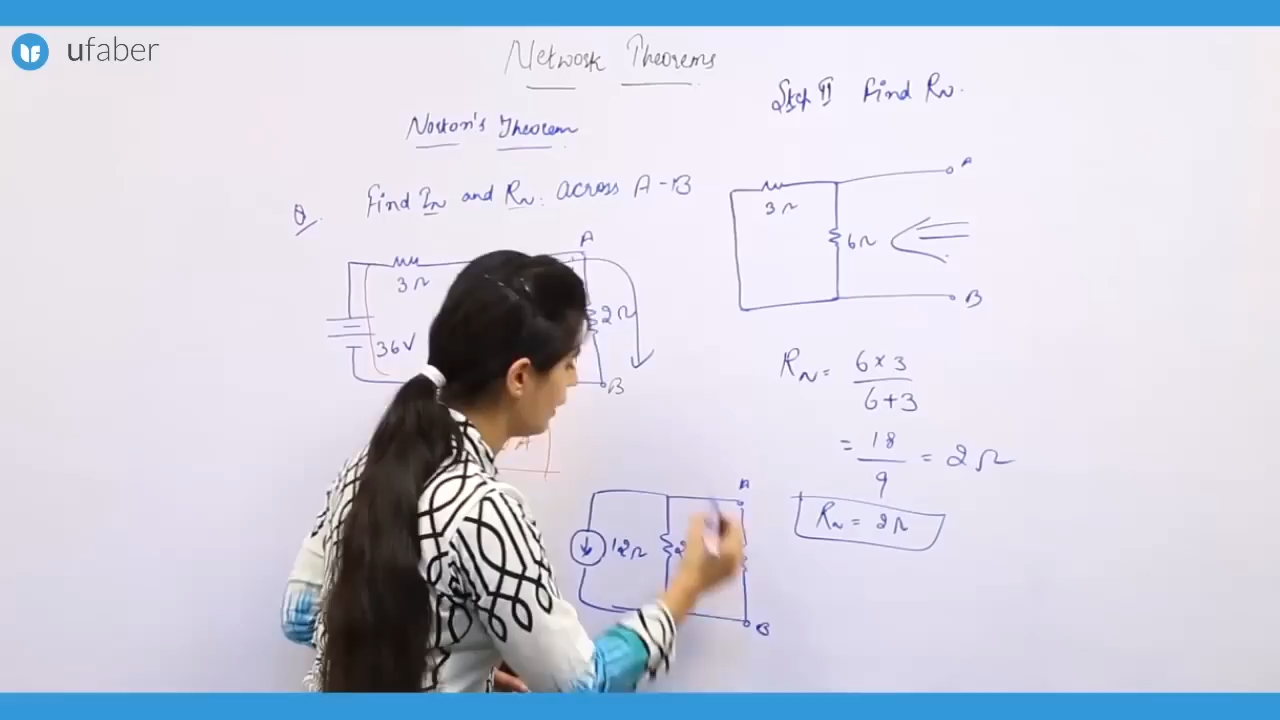 ufaber
Network Theorems
Norton's Theorem
Q. Find IN and RN. across A-B
A
3Ω
36V
2Ω
B
A
12Ω
2
B
Step II Find RN.
A
3Ω
6Ω
B
RN = 6×3
6+3
= 18
9
= 2Ω
RN = 2Ω